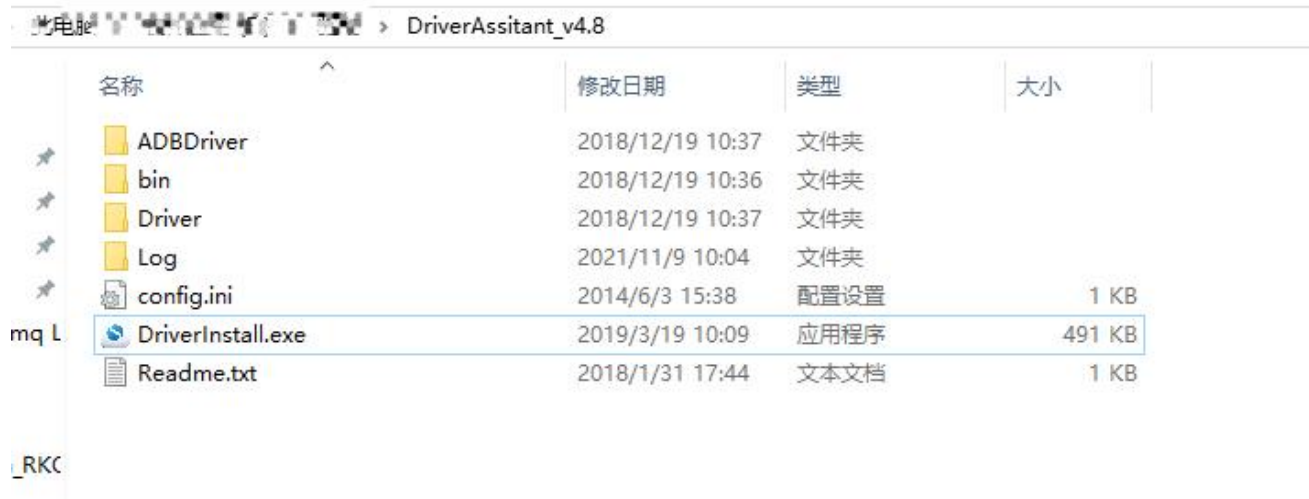 此电脑 > DriverAssitant_v4.8
名称 修改日期 类型 大小
ADBDriver 2018/12/19 10:37 文件夹
bin 2018/12/19 10:36 文件夹
Driver 2018/12/19 10:37 文件夹
Log 2021/11/9 10:04 文件夹
config.ini 2014/6/3 15:38 配置设置 1 KB
mq L DriverInstall.exe 2019/3/19 10:09 应用程序 491 KB
Readme.txt 2018/1/31 17:44 文本文档 1 KB
_RK